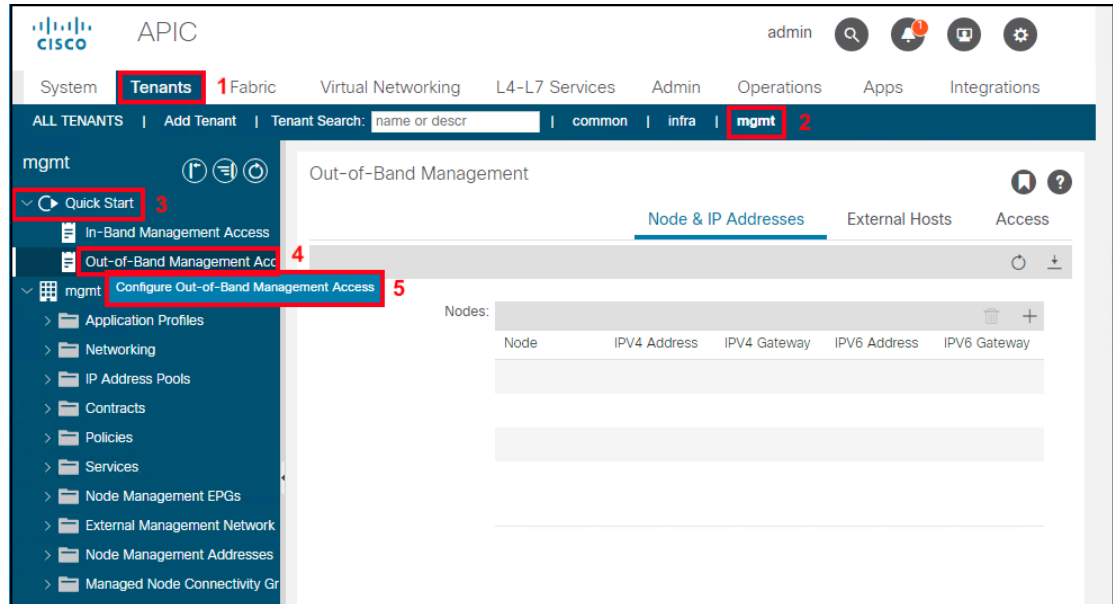 CISCO APIC admin 1
System Tenants 1 Fabric Virtual Networking L4-L7 Services Admin Operations Apps Integrations
ALL TENANTS | Add Tenant | Tenant Search: name or descr | common | infra | mgmt 2
mgmt
Out-of-Band Management
?
Quick Start 3
Node & IP Addresses External Hosts Access
In-Band Management Access
Out-of-Band Management Acc 4
mgmt Configure Out-of-Band Management Access 5
Nodes:
Application Profiles
Node IPV4 Address IPV4 Gateway IPV6 Address IPV6 Gateway
Networking
IP Address Pools
Contracts
Policies
Services
Node Management EPGs
External Management Network
Node Management Addresses
Managed Node Connectivity Gr